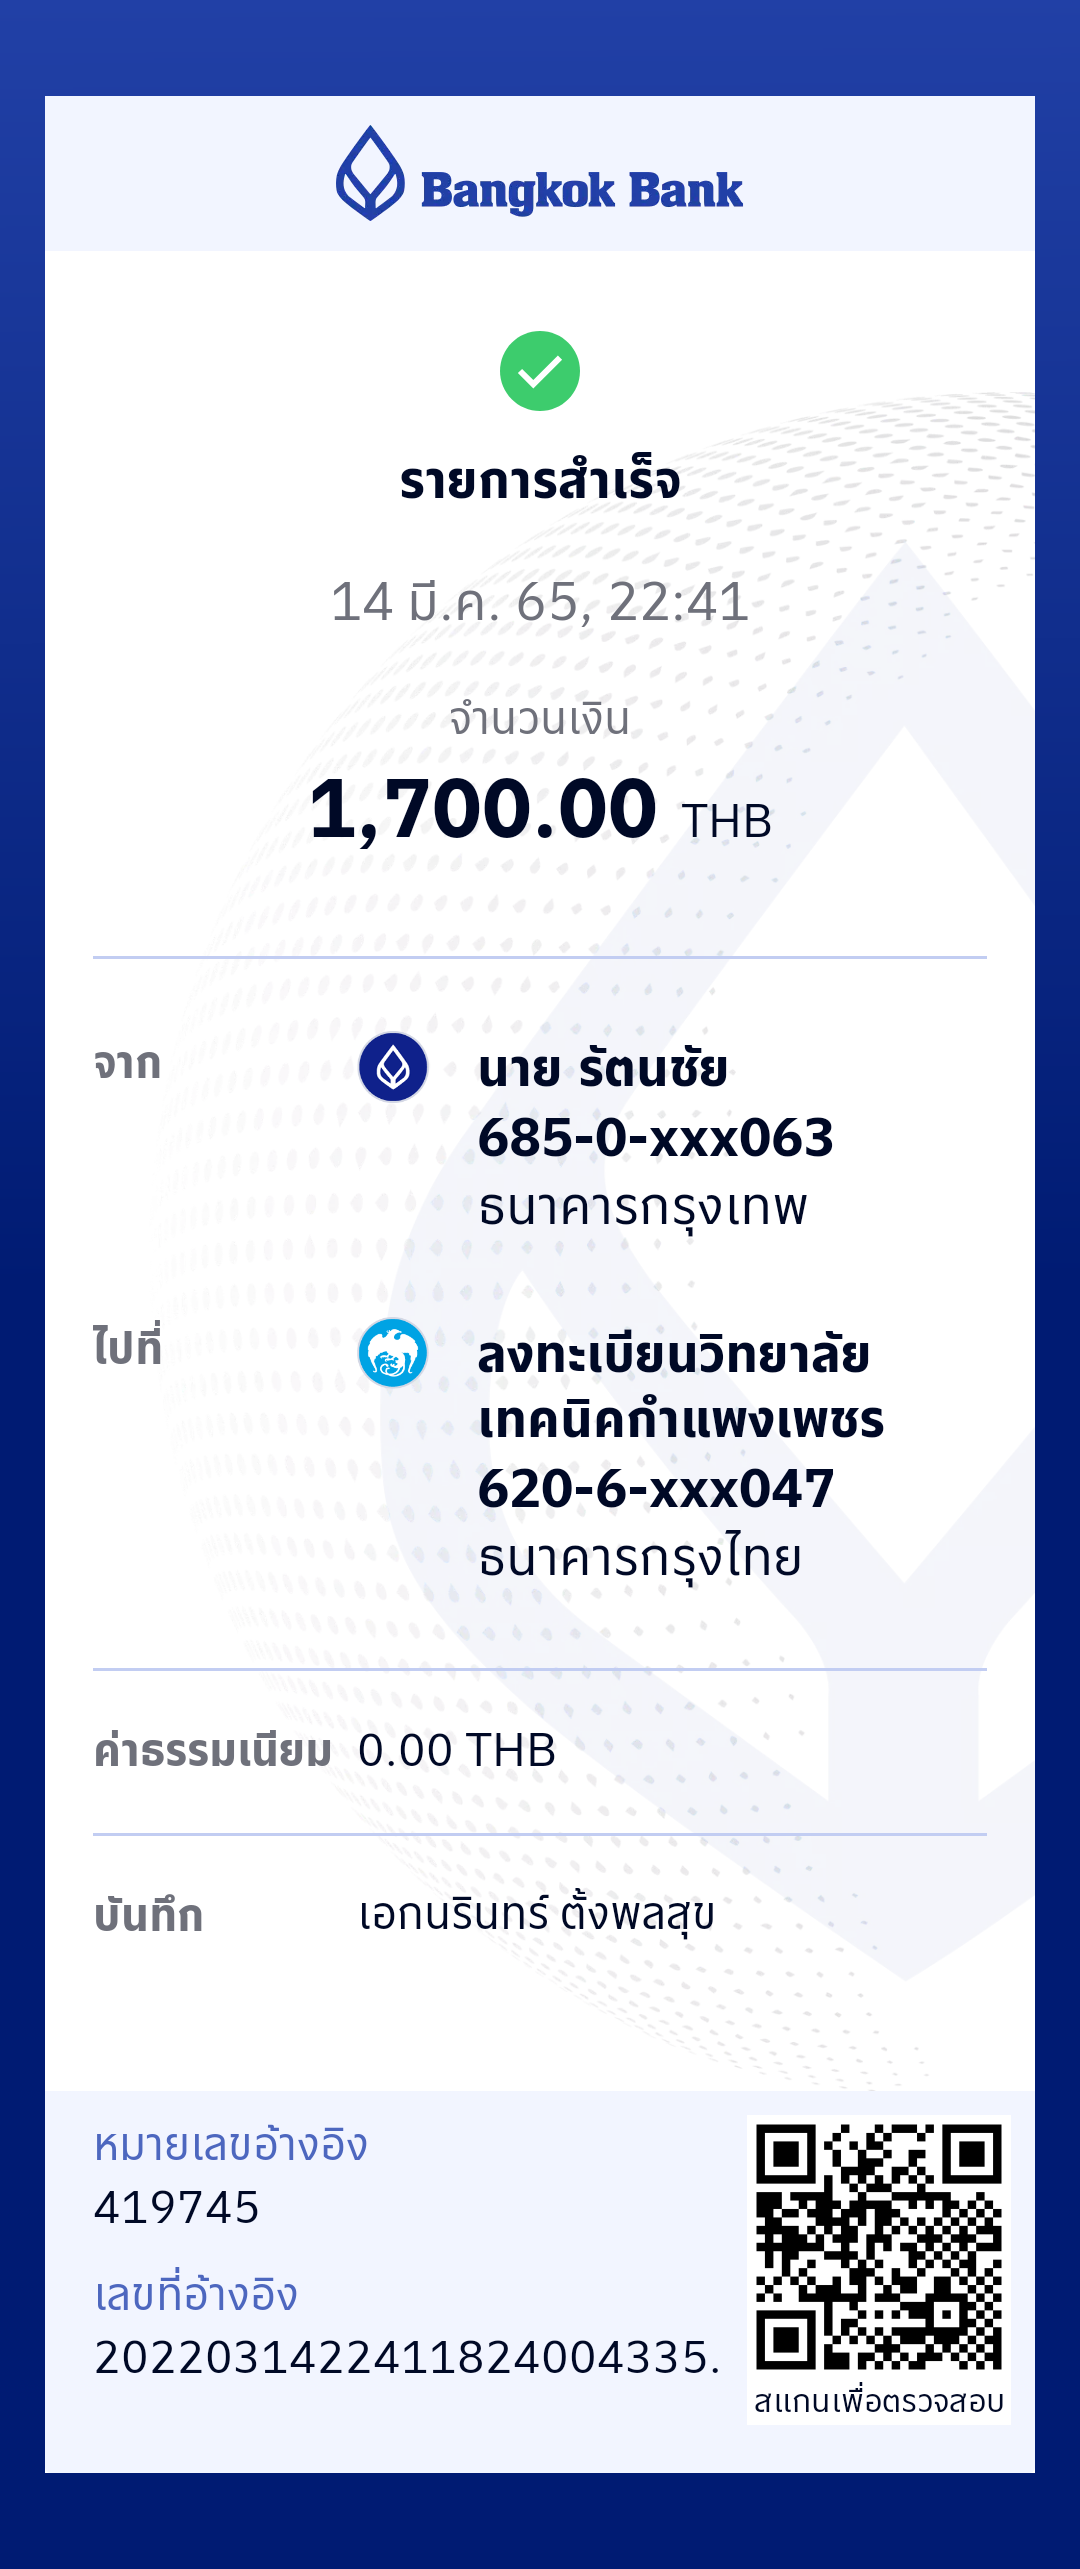 Bangkok Bank
รายการสำเร็จ
14 มี.ค. 65, 22:41
จำนวนเงิน
1,700.00 THB
จาก
นาย รัตนชัย
685-0-xxx063
ธนาคารกรุงเทพ
ไปที่
ลงทะเบียนวิทยาลัย
เทคนิคกำแพงเพชร
620-6-xxx047
ธนาคารกรุงไทย
ค่าธรรมเนียม 0.00 THB
บันทึก เอกนรินทร์ ตั้งพลสุข
หมายเลขอ้างอิง
419745
เลขที่อ้างอิง
2022031422411824004335.
สแกนเพื่อตรวจสอบ